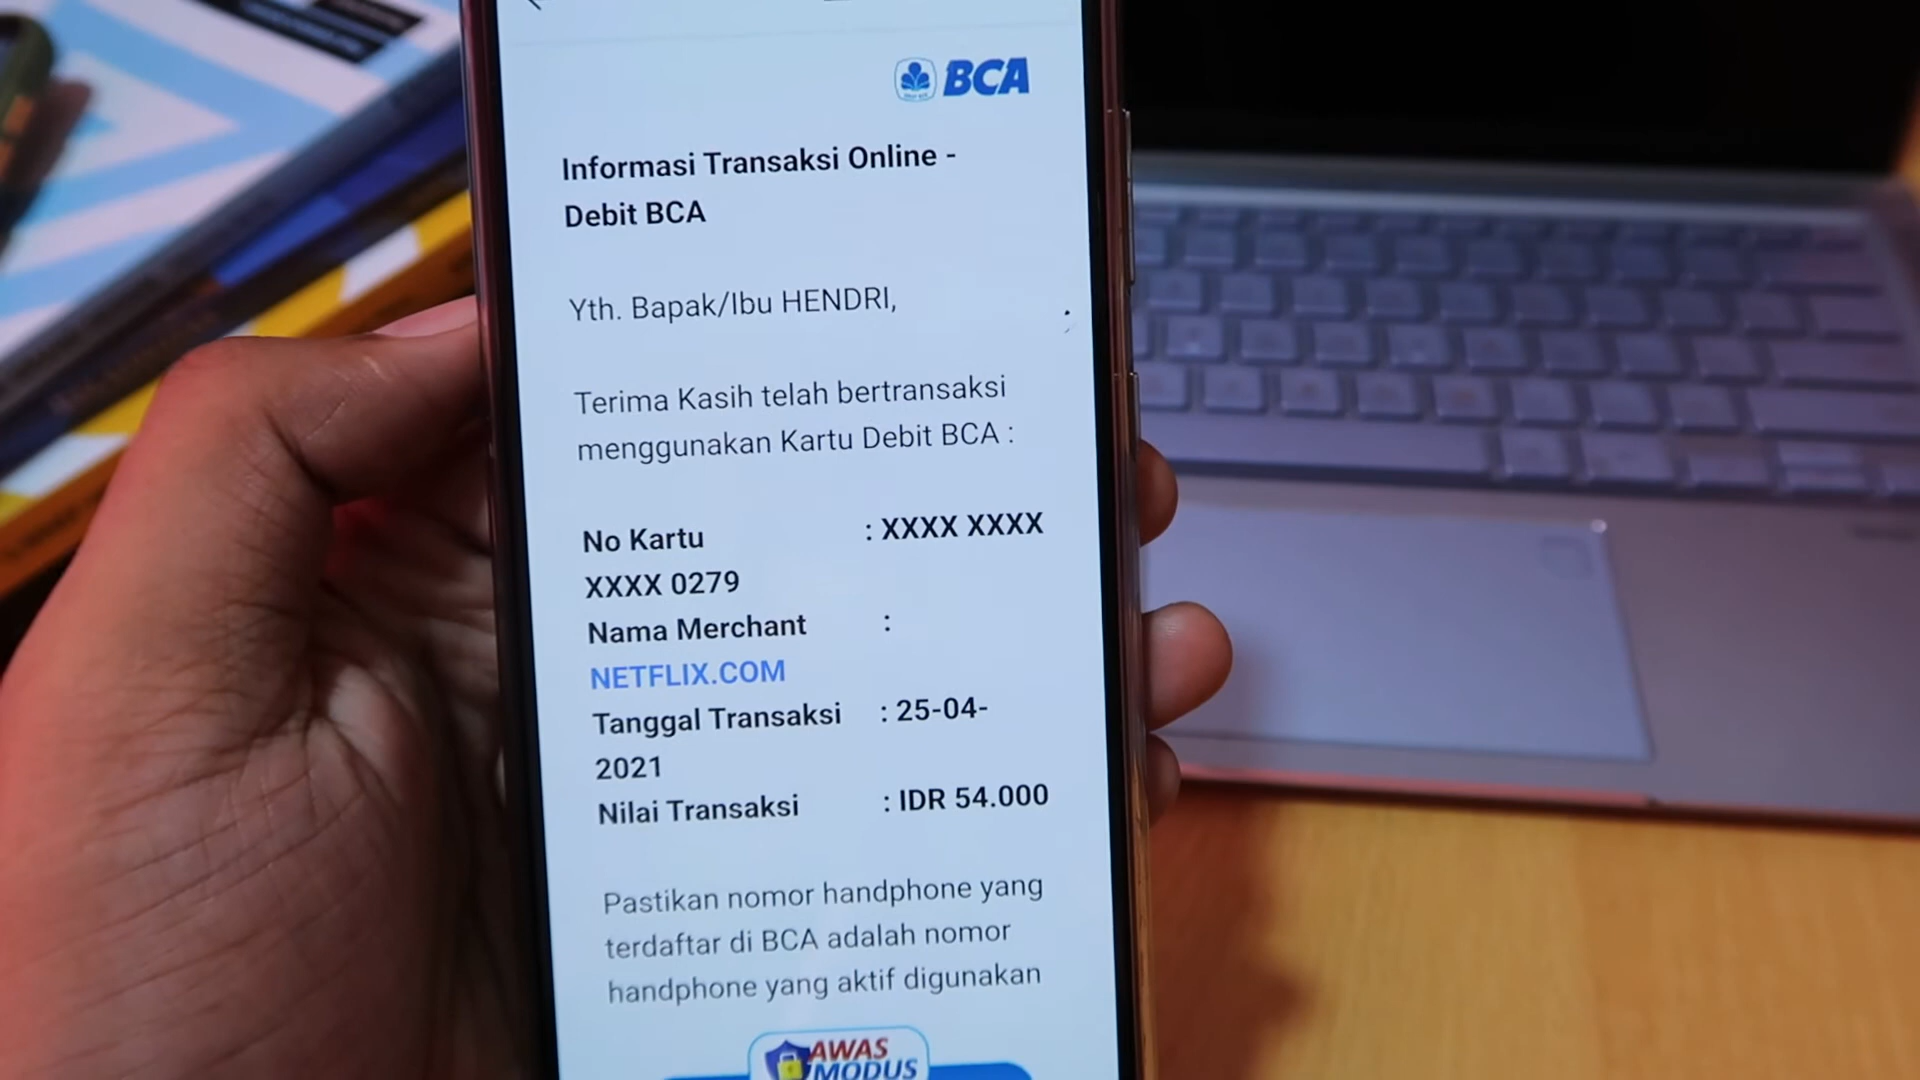 BCA
Informasi Transaksi Online -
Debit BCA
Yth. Bapak/Ibu HENDRI,
Terima Kasih telah bertransaksi
menggunakan Kartu Debit BCA :
No Kartu : XXXX XXXX
XXXX 0279
Nama Merchant :
NETFLIX.COM
Tanggal Transaksi : 25-04-
2021
Nilai Transaksi : IDR 54.000
Pastikan nomor handphone yang
terdaftar di BCA adalah nomor
handphone yang aktif digunakan
AWAS
MODUS